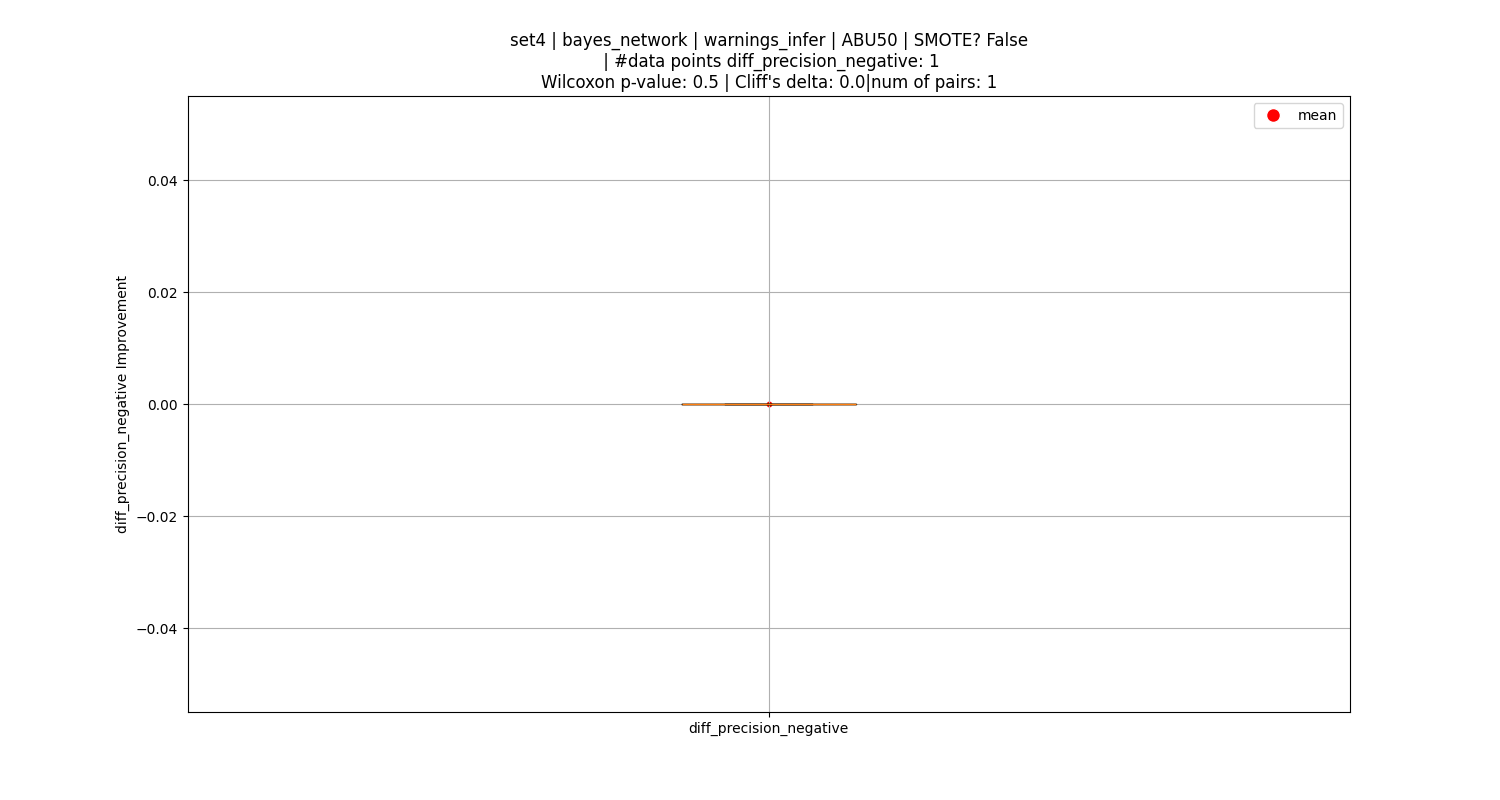 set4 | bayes_network | warnings_infer | ABU50 | SMOTE? False
| #data points diff_precision_negative: 1
Wilcoxon p-value: 0.5 | Cliff's delta: 0.0|num of pairs: 1
mean
0.04
0.02
0.00
−0.02
−0.04
diff_precision_negative Improvement
diff_precision_negative